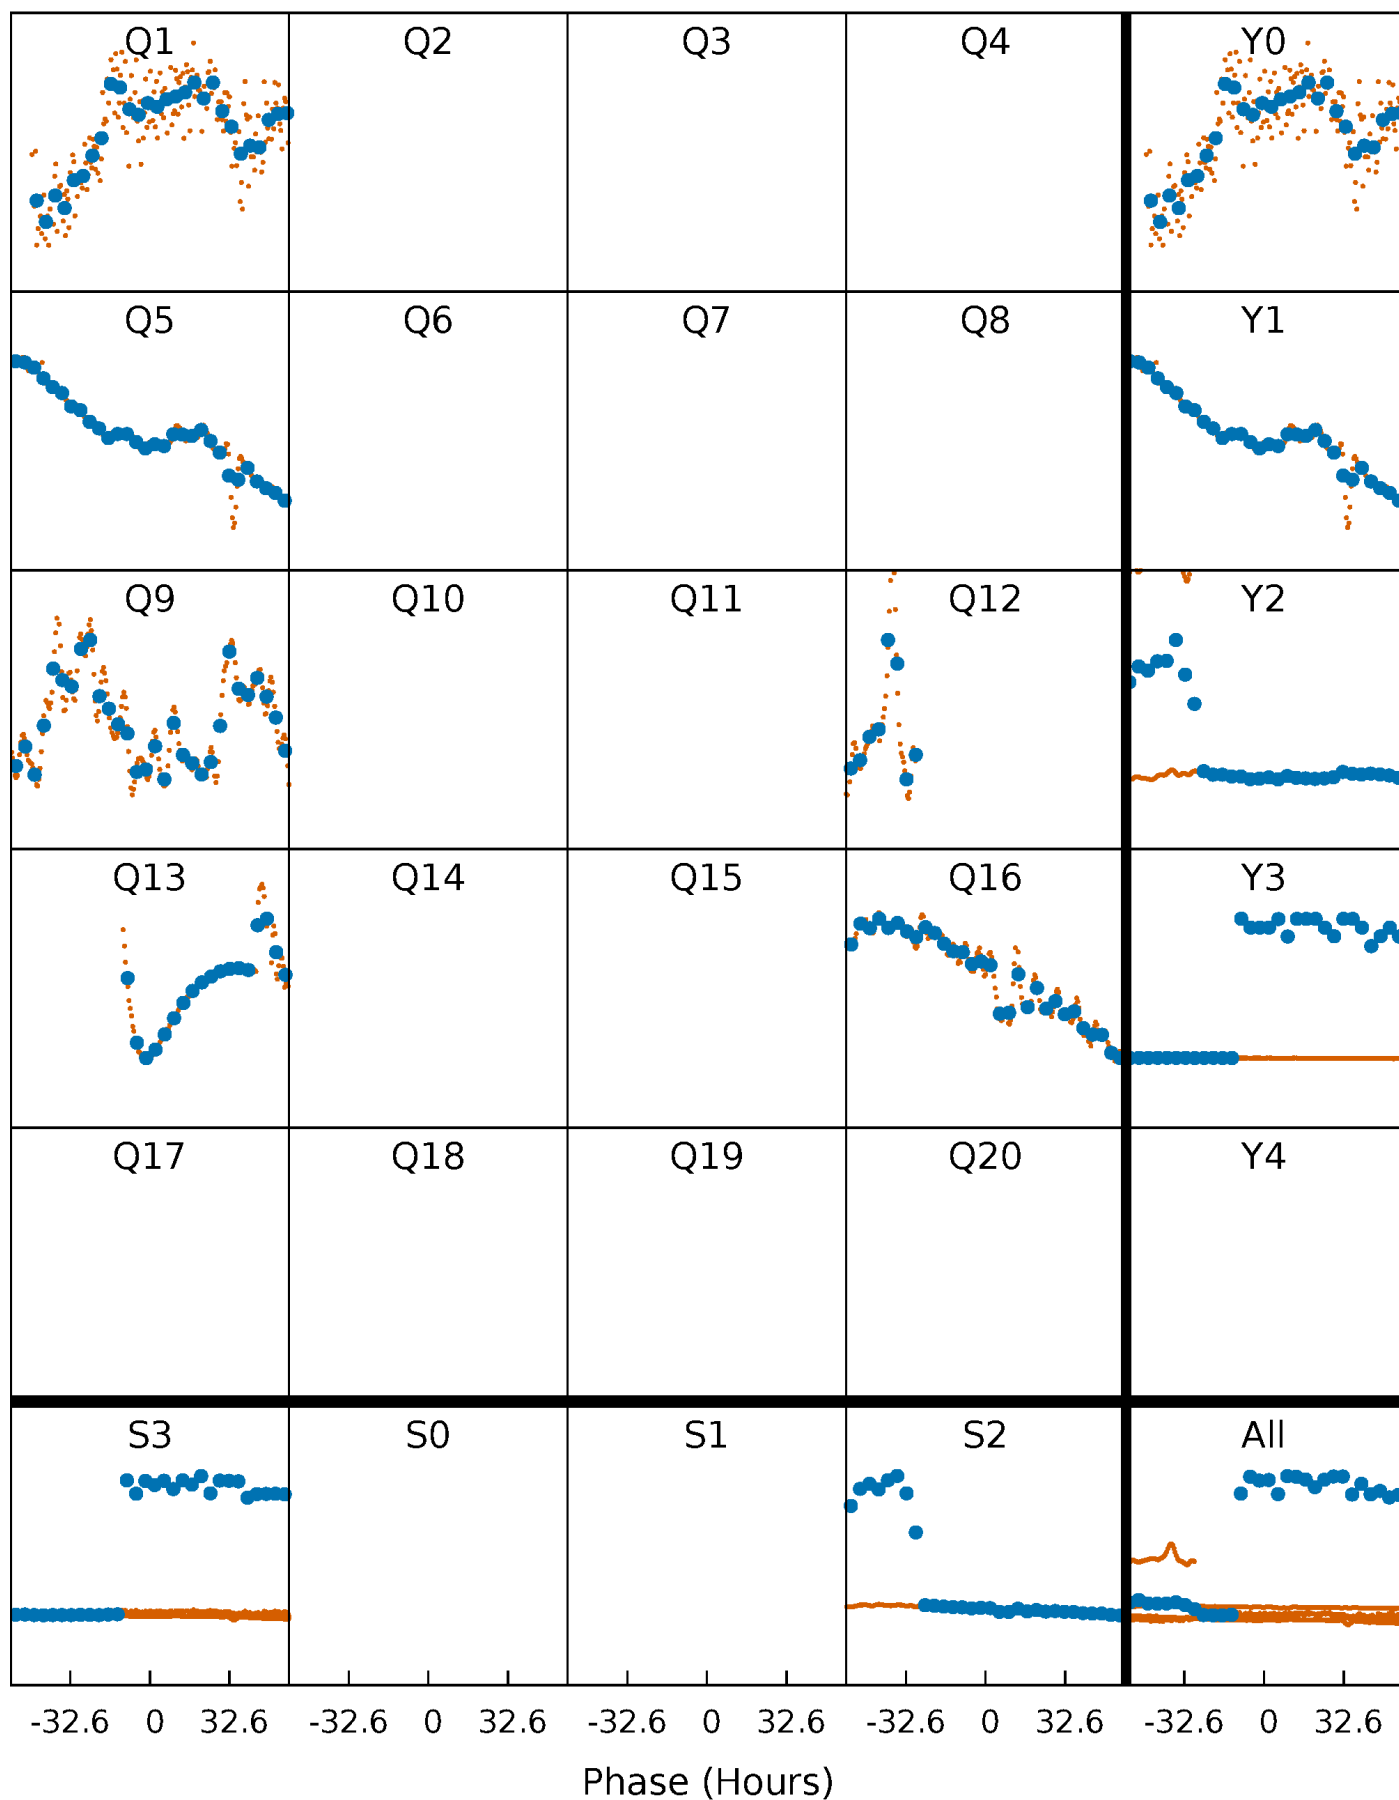 Q1 Q2 Q3 Q4 Y0
Q5 Q6 Q7 Q8 Y1
Q9 Q10 Q11 Q12 Y2
Q13 Q14 Q15 Q16 Y3
Q17 Q18 Q19 Q20 Y4
S3 S0 S1 S2 All
-32.6 0 32.6 -32.6 0 32.6 -32.6 0 32.6 -32.6 0 32.6 -32.6 0 32.6
Phase (Hours)